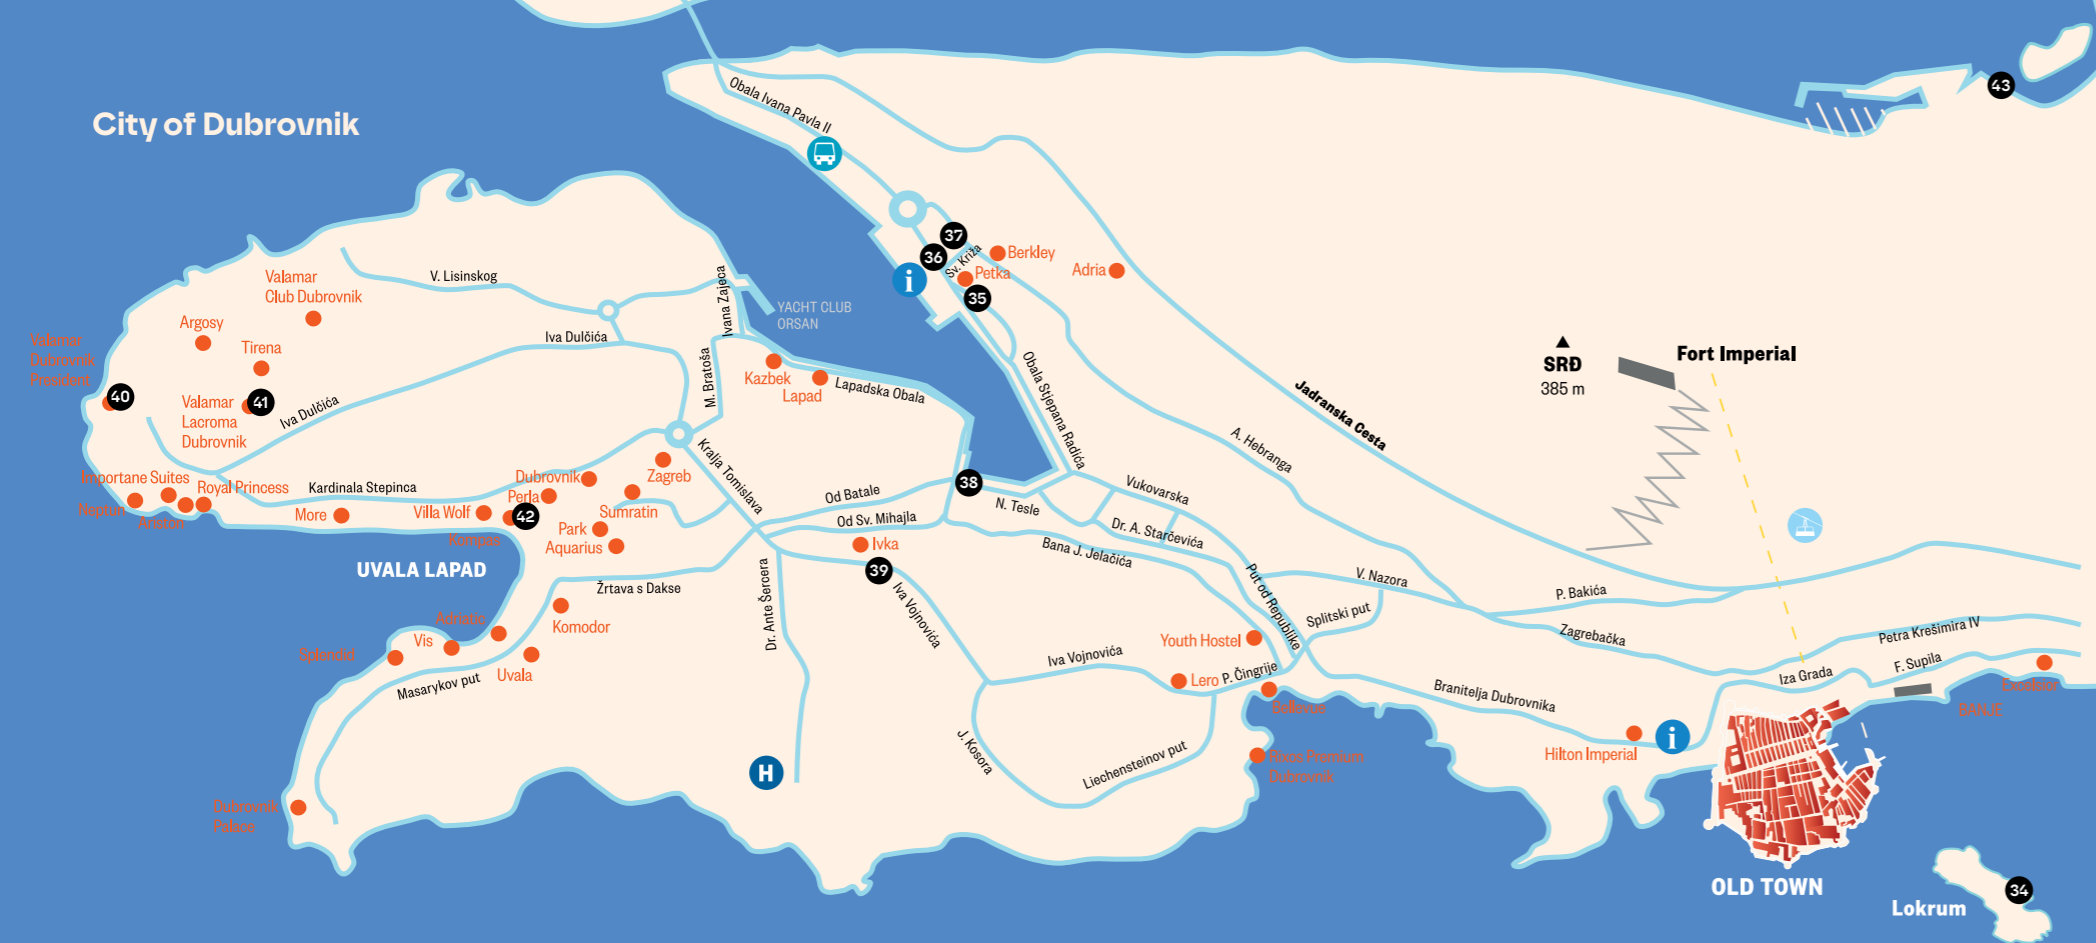 City of Dubrovnik
Obala Ivana Pavla II
43
37
36
Sv. Križa
Berkley
Petka
35
Adria
i
V. Lisinskog
Ivana Zajeca
YACHT CLUB
ORSAN
Valamar
Club Dubrovnik
Argosy
Tirena
Valamar
Dubrovnik
President
40
Valamar
Lacroma
Dubrovnik
41
Iva Dulčića
Iva Dulčića
M. Bratoša
Kazbek
Lapad
Lapadska Obala
Obala Stjepana Radića
Jadranska Cesta
A. Hebranga
SRĐ
385 m
Fort Imperial
Importane Suites
Royal Princess
Neptun
Ariston
Kardinala Stepinca
More
Villa Wolf
Dubrovnik
Perla
42
Kompas
Zagreb
Sumratin
Park
Aquarius
Kralja Tomislava
Od Batale
Od Sv. Mihajla
38
N. Tesle
Vukovarska
Dr. A. Starčevića
Bana J. Jelačića
Ivka
39
UVALA LAPAD
Žrtava s Dakse
Dr. Ante Šercera
Iva Vojnovića
Put od Republike
V. Nazora
Splitski put
P. Bakića
Zagrebačka
Petra Krešimira IV
F. Supila
Iza Grada
Adriatic
Vis
Splendid
Komodor
Uvala
Masarykov put
Youth Hostel
Iva Vojnovića
Lero
P. Čingrije
Bellevue
Branitelja Dubrovnika
Hilton Imperial
i
Excelsior
BANJE
J. Kosora
Liechensteinov put
Rixos Premium
Dubrovnik
H
Dubrovnik
Palace
OLD TOWN
Lokrum
34